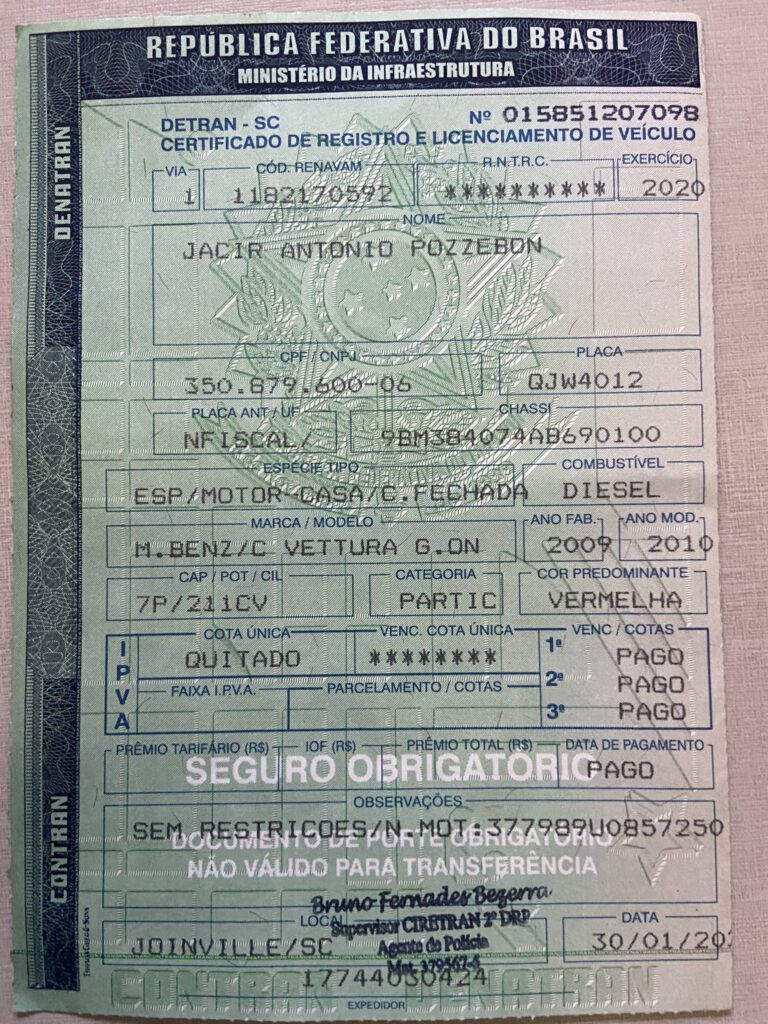 REPÚBLICA FEDERATIVA DO BRASIL
MINISTÉRIO DA INFRAESTRUTURA
DENATRAN
CONTRAN
DETRAN - SC
Nº 015851207098
CERTIFICADO DE REGISTRO E LICENCIAMENTO DE VEÍCULO
VIA CÓD. RENAVAM R.N.T.R.C. EXERCÍCIO
1 1182170592 ********** 2020
NOME
JACIR ANTONIO POZZEBON
CPF / CNPJ PLACA
350.879.600-06 QJW4012
PLACA ANT / UF CHASSI
NFISCAL/ 9BM384074AB690100
ESPÉCIE TIPO COMBUSTÍVEL
ESP/MOTOR-CASA/C.FECHADA DIESEL
MARCA / MODELO ANO FAB. ANO MOD.
M.BENZ/C VETTURA G.ON 2009 2010
CAP / POT / CIL CATEGORIA COR PREDOMINANTE
7P/211CV PARTIC VERMELHA
IPVA
COTA ÚNICA VENC. COTA ÚNICA VENC / COTAS
QUITADO ******** 1ª PAGO
FAIXA I.P.V.A. PARCELAMENTO / COTAS 2ª PAGO
3ª PAGO
PRÊMIO TARIFÁRIO (R$) IOF (R$) PRÊMIO TOTAL (R$) DATA DE PAGAMENTO
SEGURO OBRIGATÓRIO PAGO
OBSERVAÇÕES
SEM RESTRICOES/N.MOT:377989U0857250
DOCUMENTO DE PORTE OBRIGATÓRIO
NÃO VÁLIDO PARA TRANSFERÊNCIA
Bruno Fernades Bezerra
Supervisor CIRETRAN 2ª DRP
Agente de Polícia
LOCAL DATA
JOINVILLE/SC 30/01/20
17744030424
CONTRAN DENATRAN
EXPEDIDOR